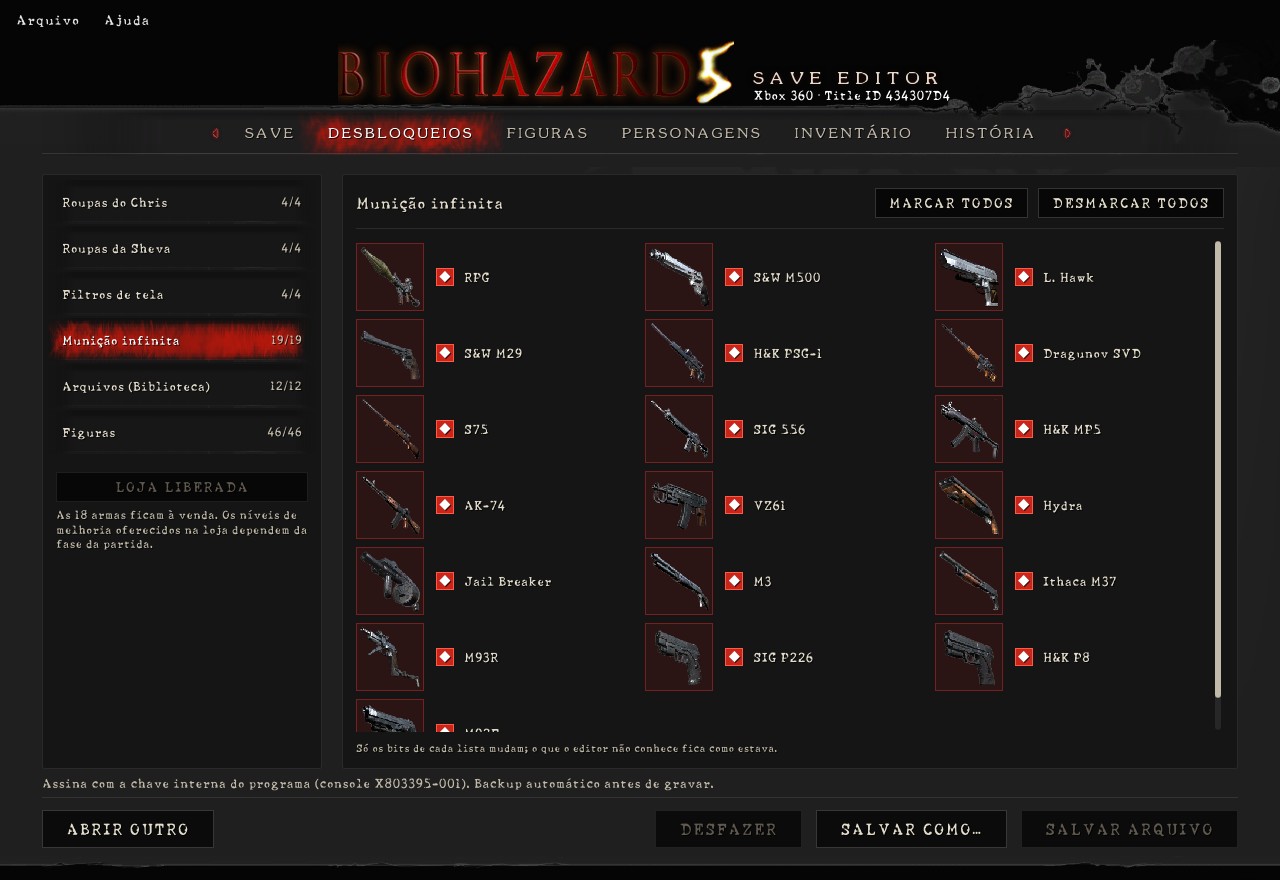 Arquivo Ajuda
BIOHAZARD 5
SAVE EDITOR
Xbox 360 · Title ID 434307D4
SAVE DESBLOQUEIOS FIGURAS PERSONAGENS INVENTÁRIO HISTÓRIA
Roupas do Chris 4/4
Roupas da Sheva 4/4
Filtros de tela 4/4
Munição infinita 19/19
Arquivos (Biblioteca) 12/12
Figuras 46/46
LOJA LIBERADA
As 18 armas ficam à venda. Os níveis de
melhoria oferecidos na loja dependem da
fase da partida.
Munição infinita
MARCAR TODOS DESMARCAR TODOS
RPG S&W M500 L. Hawk
S&W M29 H&K PSG-1 Dragunov SVD
S75 SIG 556 H&K MP5
AK-74 VZ61 Hydra
Jail Breaker M3 Ithaca M37
M93R SIG P226 H&K P8
Só os bits de cada lista mudam; o que o editor não conhece fica como estava.
Assina com a chave interna do programa (console X803395-001). Backup automático antes de gravar.
ABRIR OUTRO DESFAZER SALVAR COMO... SALVAR ARQUIVO